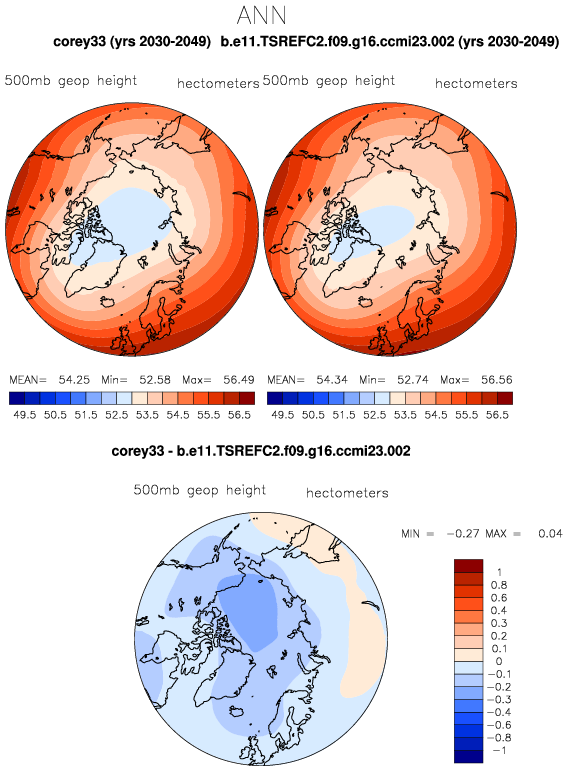 ANN
corey33 (yrs 2030-2049) b.e11.TSREFC2.f09.g16.ccmi23.002 (yrs 2030-2049)
500mb geop height hectometers 500mb geop height hectometers
MEAN= 54.25 Min= 52.58 Max= 56.49 MEAN= 54.34 Min= 52.74 Max= 56.56
49.5 50.5 51.5 52.5 53.5 54.5 55.5 56.5 49.5 50.5 51.5 52.5 53.5 54.5 55.5 56.5
corey33 - b.e11.TSREFC2.f09.g16.ccmi23.002
500mb geop height hectometers
MIN = -0.27 MAX = 0.04
1
0.8
0.6
0.4
0.3
0.2
0.1
0
-0.1
-0.2
-0.3
-0.4
-0.6
-0.8
-1